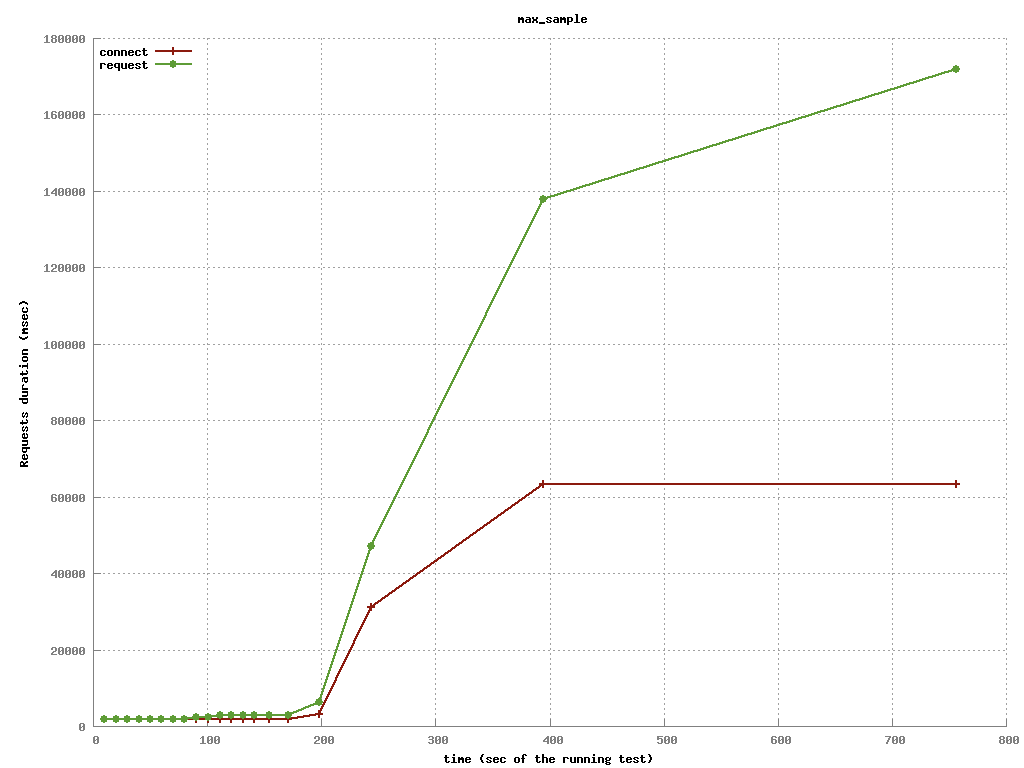 max_sample
connect
request
180000
160000
140000
120000
100000
80000
60000
40000
20000
0
Requests duration (msec)
0 100 200 300 400 500 600 700 800
time (sec of the running test)